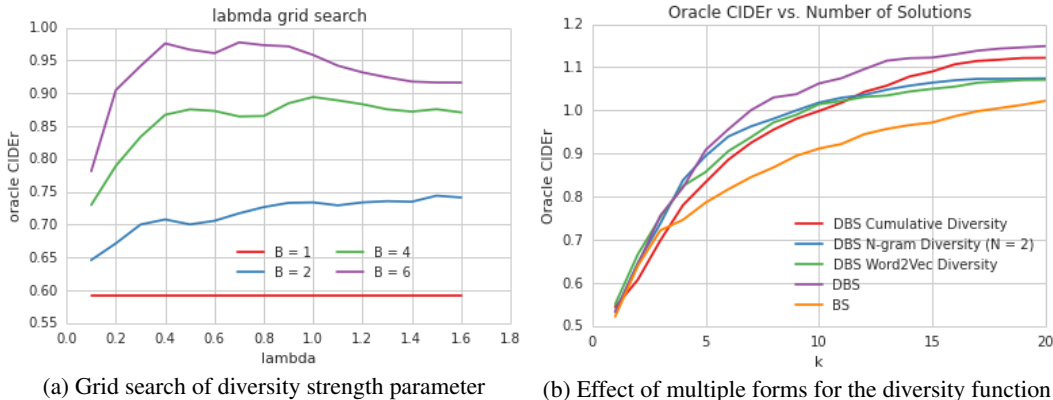 labmda grid search
1.00
0.95
0.90
0.85
0.80
0.75
0.70
0.65
0.60
0.55
oracle CIDEr
B = 1
B = 4
B = 2
B = 6
0.0 0.2 0.4 0.6 0.8 1.0 1.2 1.4 1.6 1.8
lambda
(a) Grid search of diversity strength parameter
Oracle CIDEr vs. Number of Solutions
1.2
1.1
1.0
0.9
0.8
0.7
0.6
0.5
Oracle CIDEr
DBS Cumulative Diversity
DBS N-gram Diversity (N = 2)
DBS Word2Vec Diversity
DBS
BS
0 5 10 15 20
k
(b) Effect of multiple forms for the diversity function